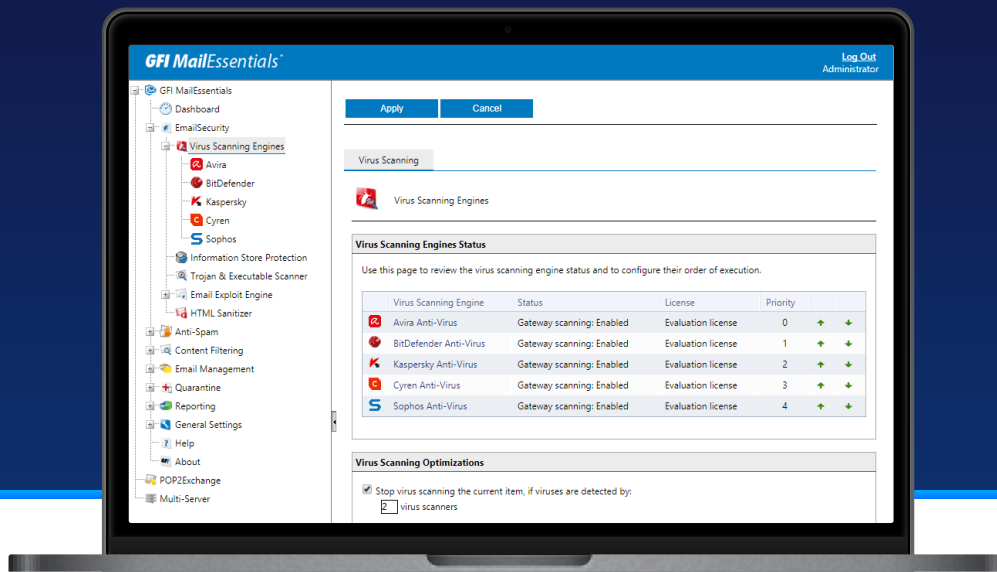 GFI MailEssentials
Log Out
Administrator
GFI MailEssentials
Dashboard
EmailSecurity
Virus Scanning Engines
Avira
BitDefender
Kaspersky
Cyren
Sophos
Information Store Protection
Trojan & Executable Scanner
Email Exploit Engine
HTML Sanitizer
Anti-Spam
Content Filtering
Email Management
Quarantine
Reporting
General Settings
Help
About
POP2Exchange
Multi-Server
Apply Cancel
Virus Scanning
Virus Scanning Engines
Virus Scanning Engines Status
Use this page to review the virus scanning engine status and to configure their order of execution.
Virus Scanning Engine Status License Priority
Avira Anti-Virus Gateway scanning: Enabled Evaluation license 0
BitDefender Anti-Virus Gateway scanning: Enabled Evaluation license 1
Kaspersky Anti-Virus Gateway scanning: Enabled Evaluation license 2
Cyren Anti-Virus Gateway scanning: Enabled Evaluation license 3
Sophos Anti-Virus Gateway scanning: Enabled Evaluation license 4
Virus Scanning Optimizations
Stop virus scanning the current item, if viruses are detected by:
2 virus scanners